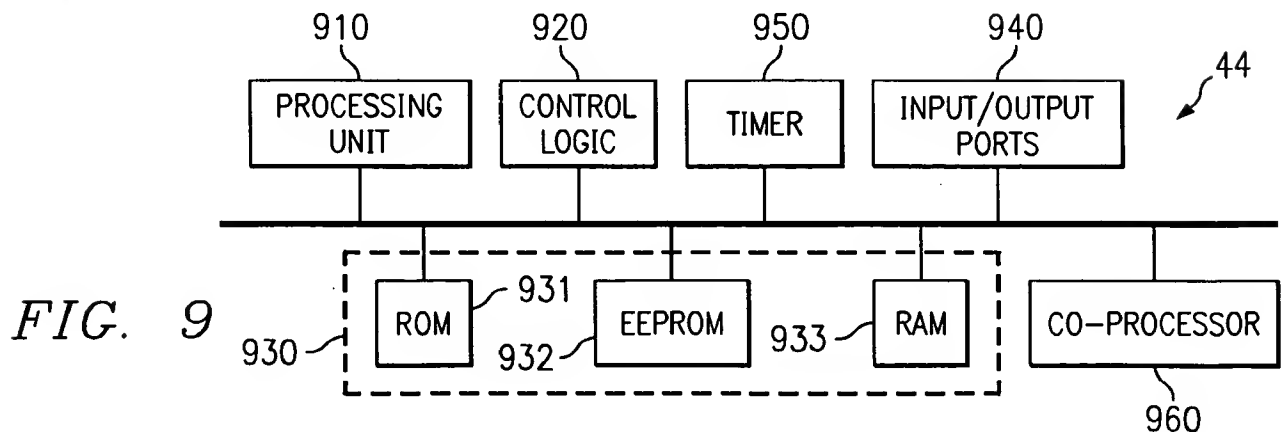 910
920
950
940
44
PROCESSING
UNIT
CONTROL
LOGIC
TIMER
INPUT/OUTPUT
PORTS
FIG. 9
930
ROM
931
932
EEPROM
933
RAM
CO-PROCESSOR
960